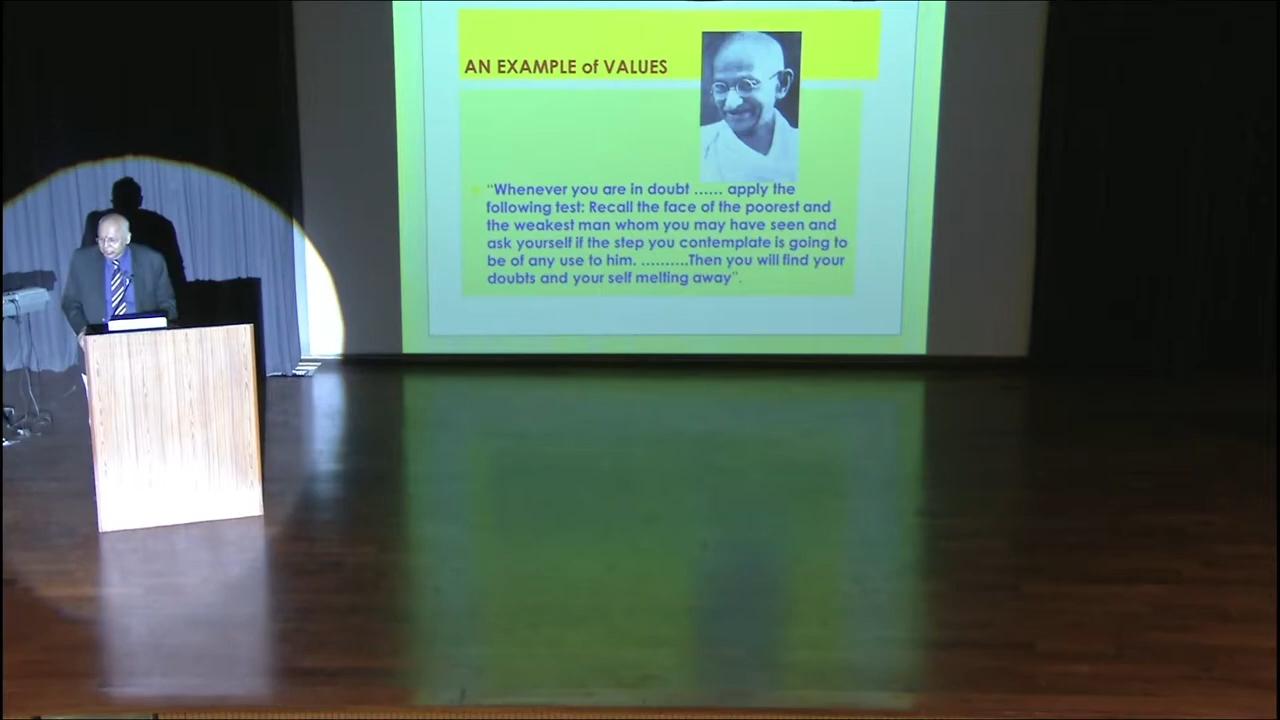 AN EXAMPLE of VALUES
“Whenever you are in doubt ...... apply the
following test: Recall the face of the poorest and
the weakest man whom you may have seen and
ask yourself if the step you contemplate is going to
be of any use to him. ..........Then you will find your
doubts and your self melting away”.